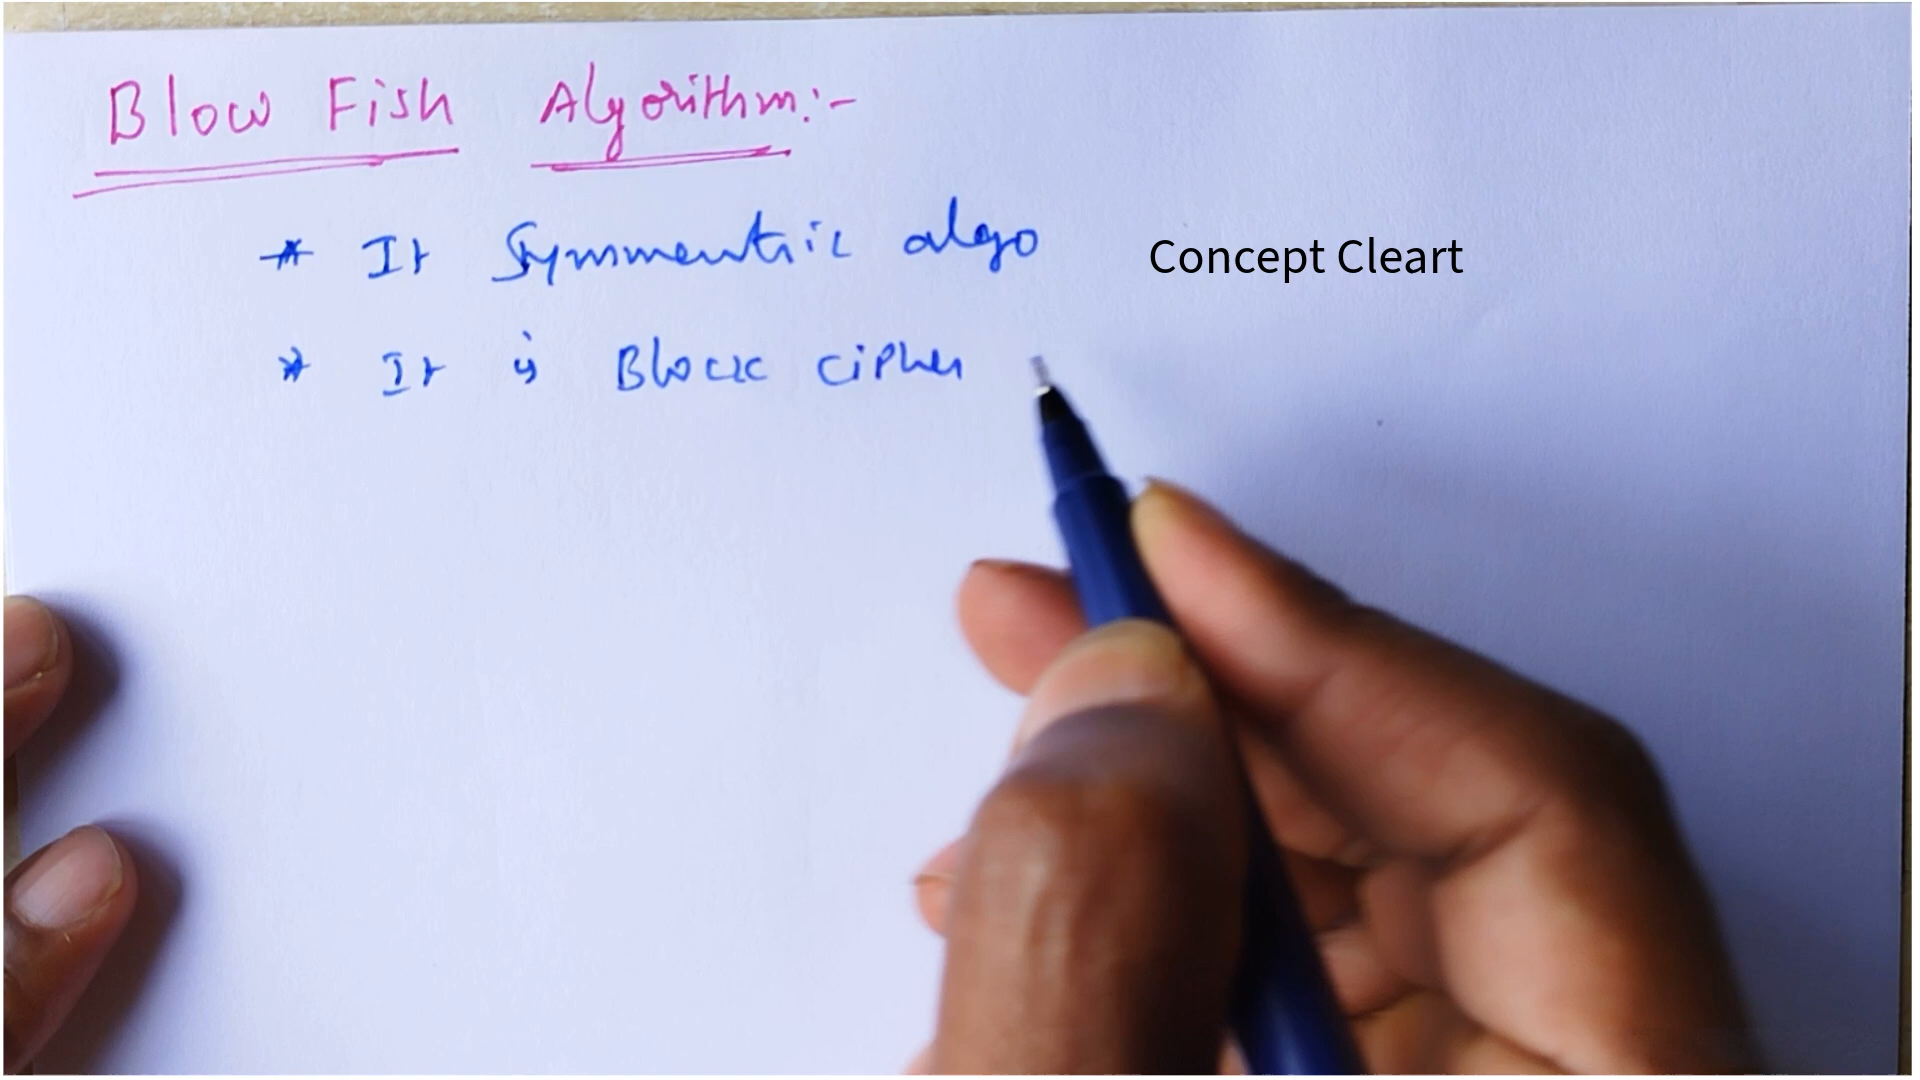 Blow Fish Algorithm:-
* It Symmentric algo
Concept Cleart
* It is Block cipher